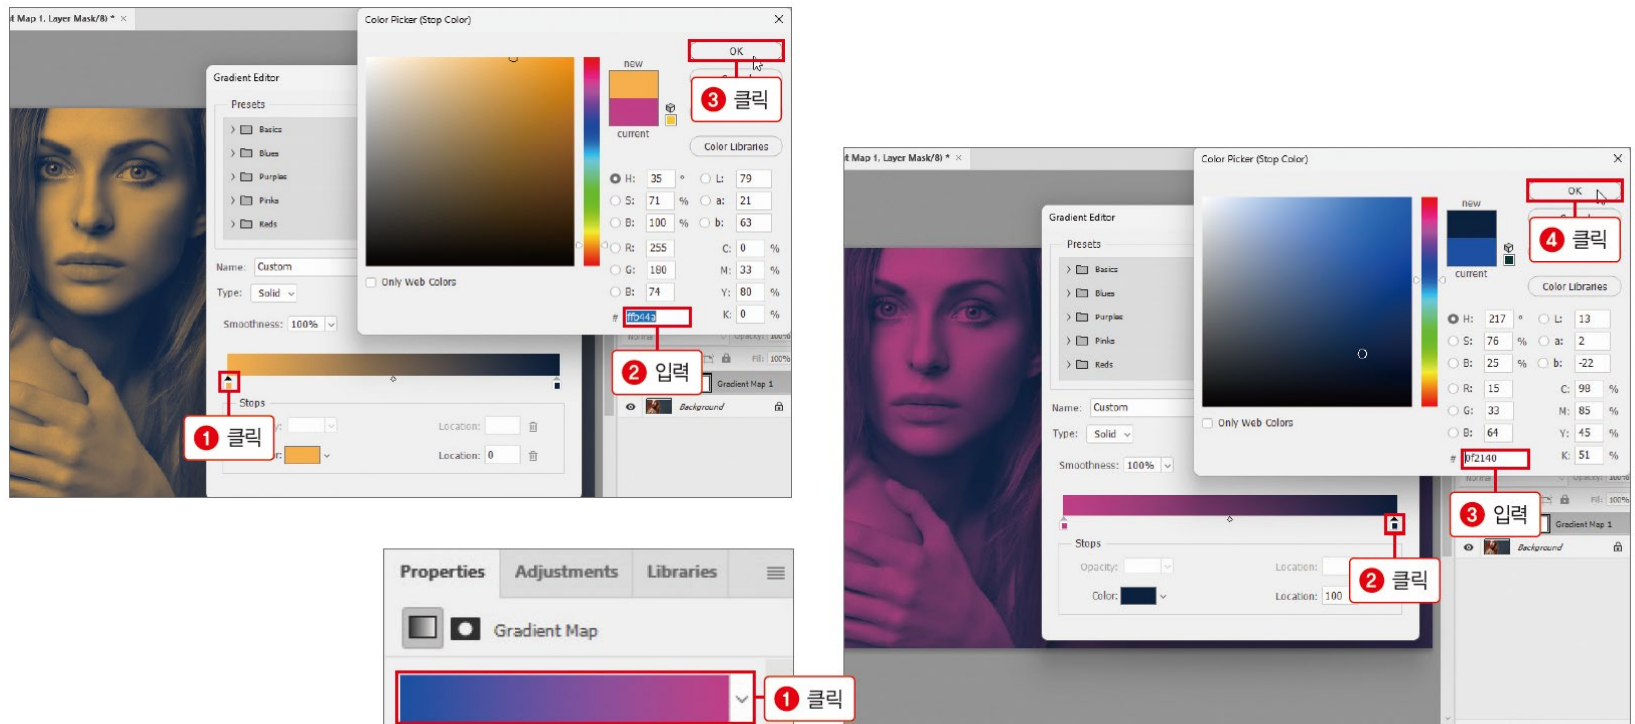 t Map 1, Layer Mask/8) * ×
Color Picker (Stop Color)
OK
new
current
③ 클릭
Color Libraries
Gradient Editor
Presets
Basics
Blues
Purples
Pinks
Reds
Name: Custom
Type: Solid
Smoothness: 100%
H: 35 ° L: 79
S: 71 % a: 21
B: 100 % b: 63
R: 255 C: 0 %
G: 180 M: 33 %
B: 74 Y: 80 %
# ffb44a K: 0 %
Only Web Colors
② 입력
Normal Opacity: 100%
Fill: 100%
Gradient Map 1
Background
Stops
① 클릭
Location:
Location: 0
Properties Adjustments Libraries
Gradient Map
① 클릭
t Map 1, Layer Mask/8) * ×
Color Picker (Stop Color)
OK
new
current
④ 클릭
Color Libraries
Gradient Editor
Presets
Basics
Blues
Purples
Pinks
Reds
Name: Custom
Type: Solid
Smoothness: 100%
H: 217 ° L: 13
S: 76 % a: 2
B: 25 % b: -22
R: 15 C: 98 %
G: 33 M: 85 %
B: 64 Y: 45 %
# 0f2140 K: 51 %
Only Web Colors
③ 입력
Fill: 100%
Gradient Map 1
Background
Stops
Opacity: Location:
② 클릭
Color: Location: 100